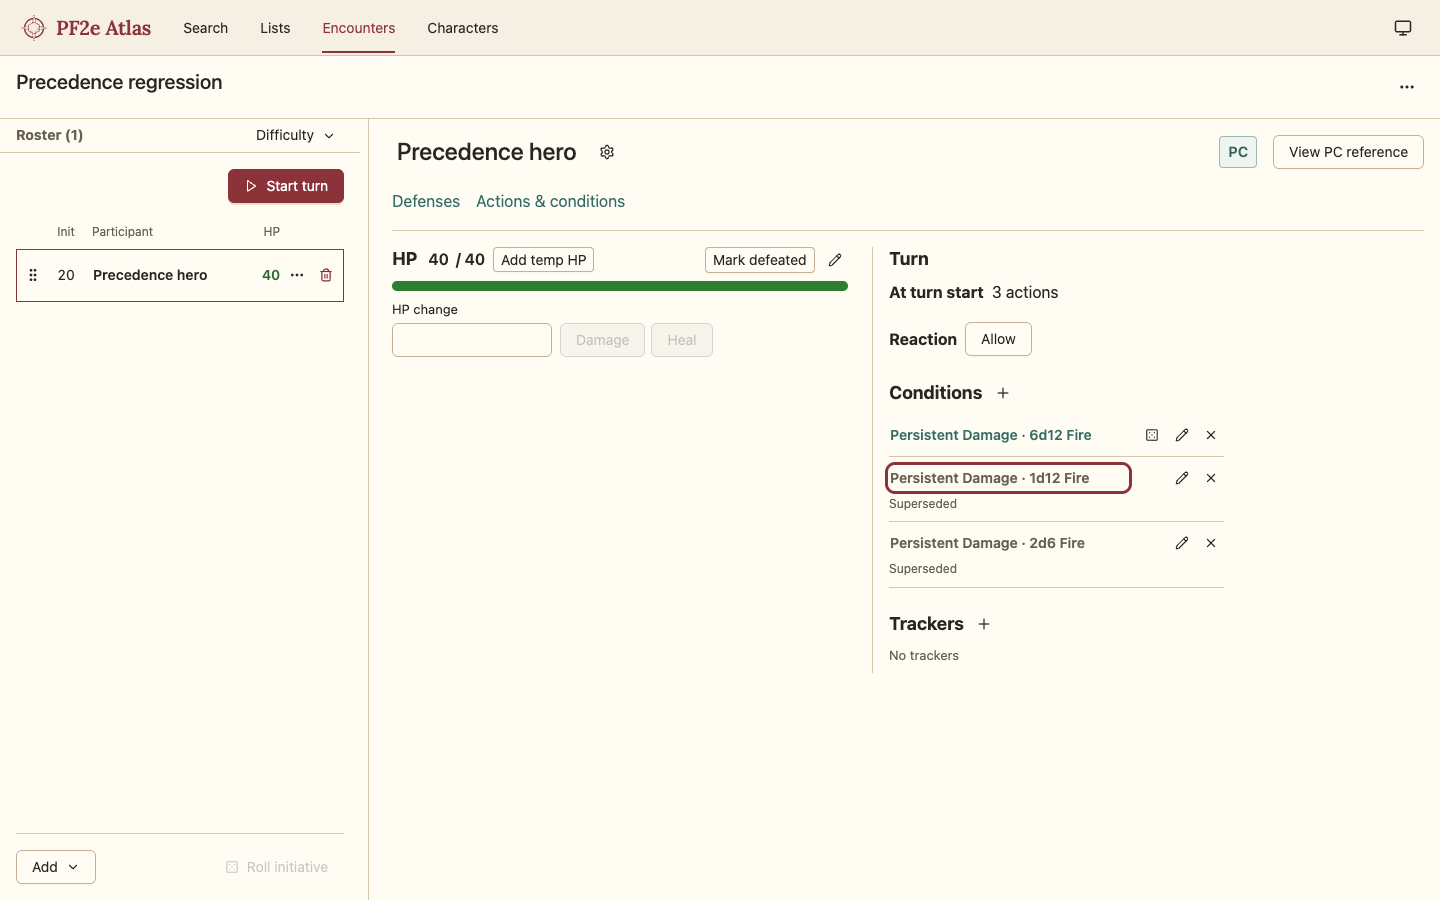 PF2e Atlas
Search
Lists
Encounters
Characters
Precedence regression
Roster (1)
Difficulty
Start turn
Init
Participant
HP
20
Precedence hero
40
Add
Roll initiative
Precedence hero
PC
View PC reference
Defenses
Actions & conditions
HP 40 / 40
Add temp HP
Mark defeated
HP change
Damage
Heal
Turn
At turn start 3 actions
Reaction
Allow
Conditions
Persistent Damage · 6d12 Fire
Persistent Damage · 1d12 Fire
Superseded
Persistent Damage · 2d6 Fire
Superseded
Trackers
No trackers